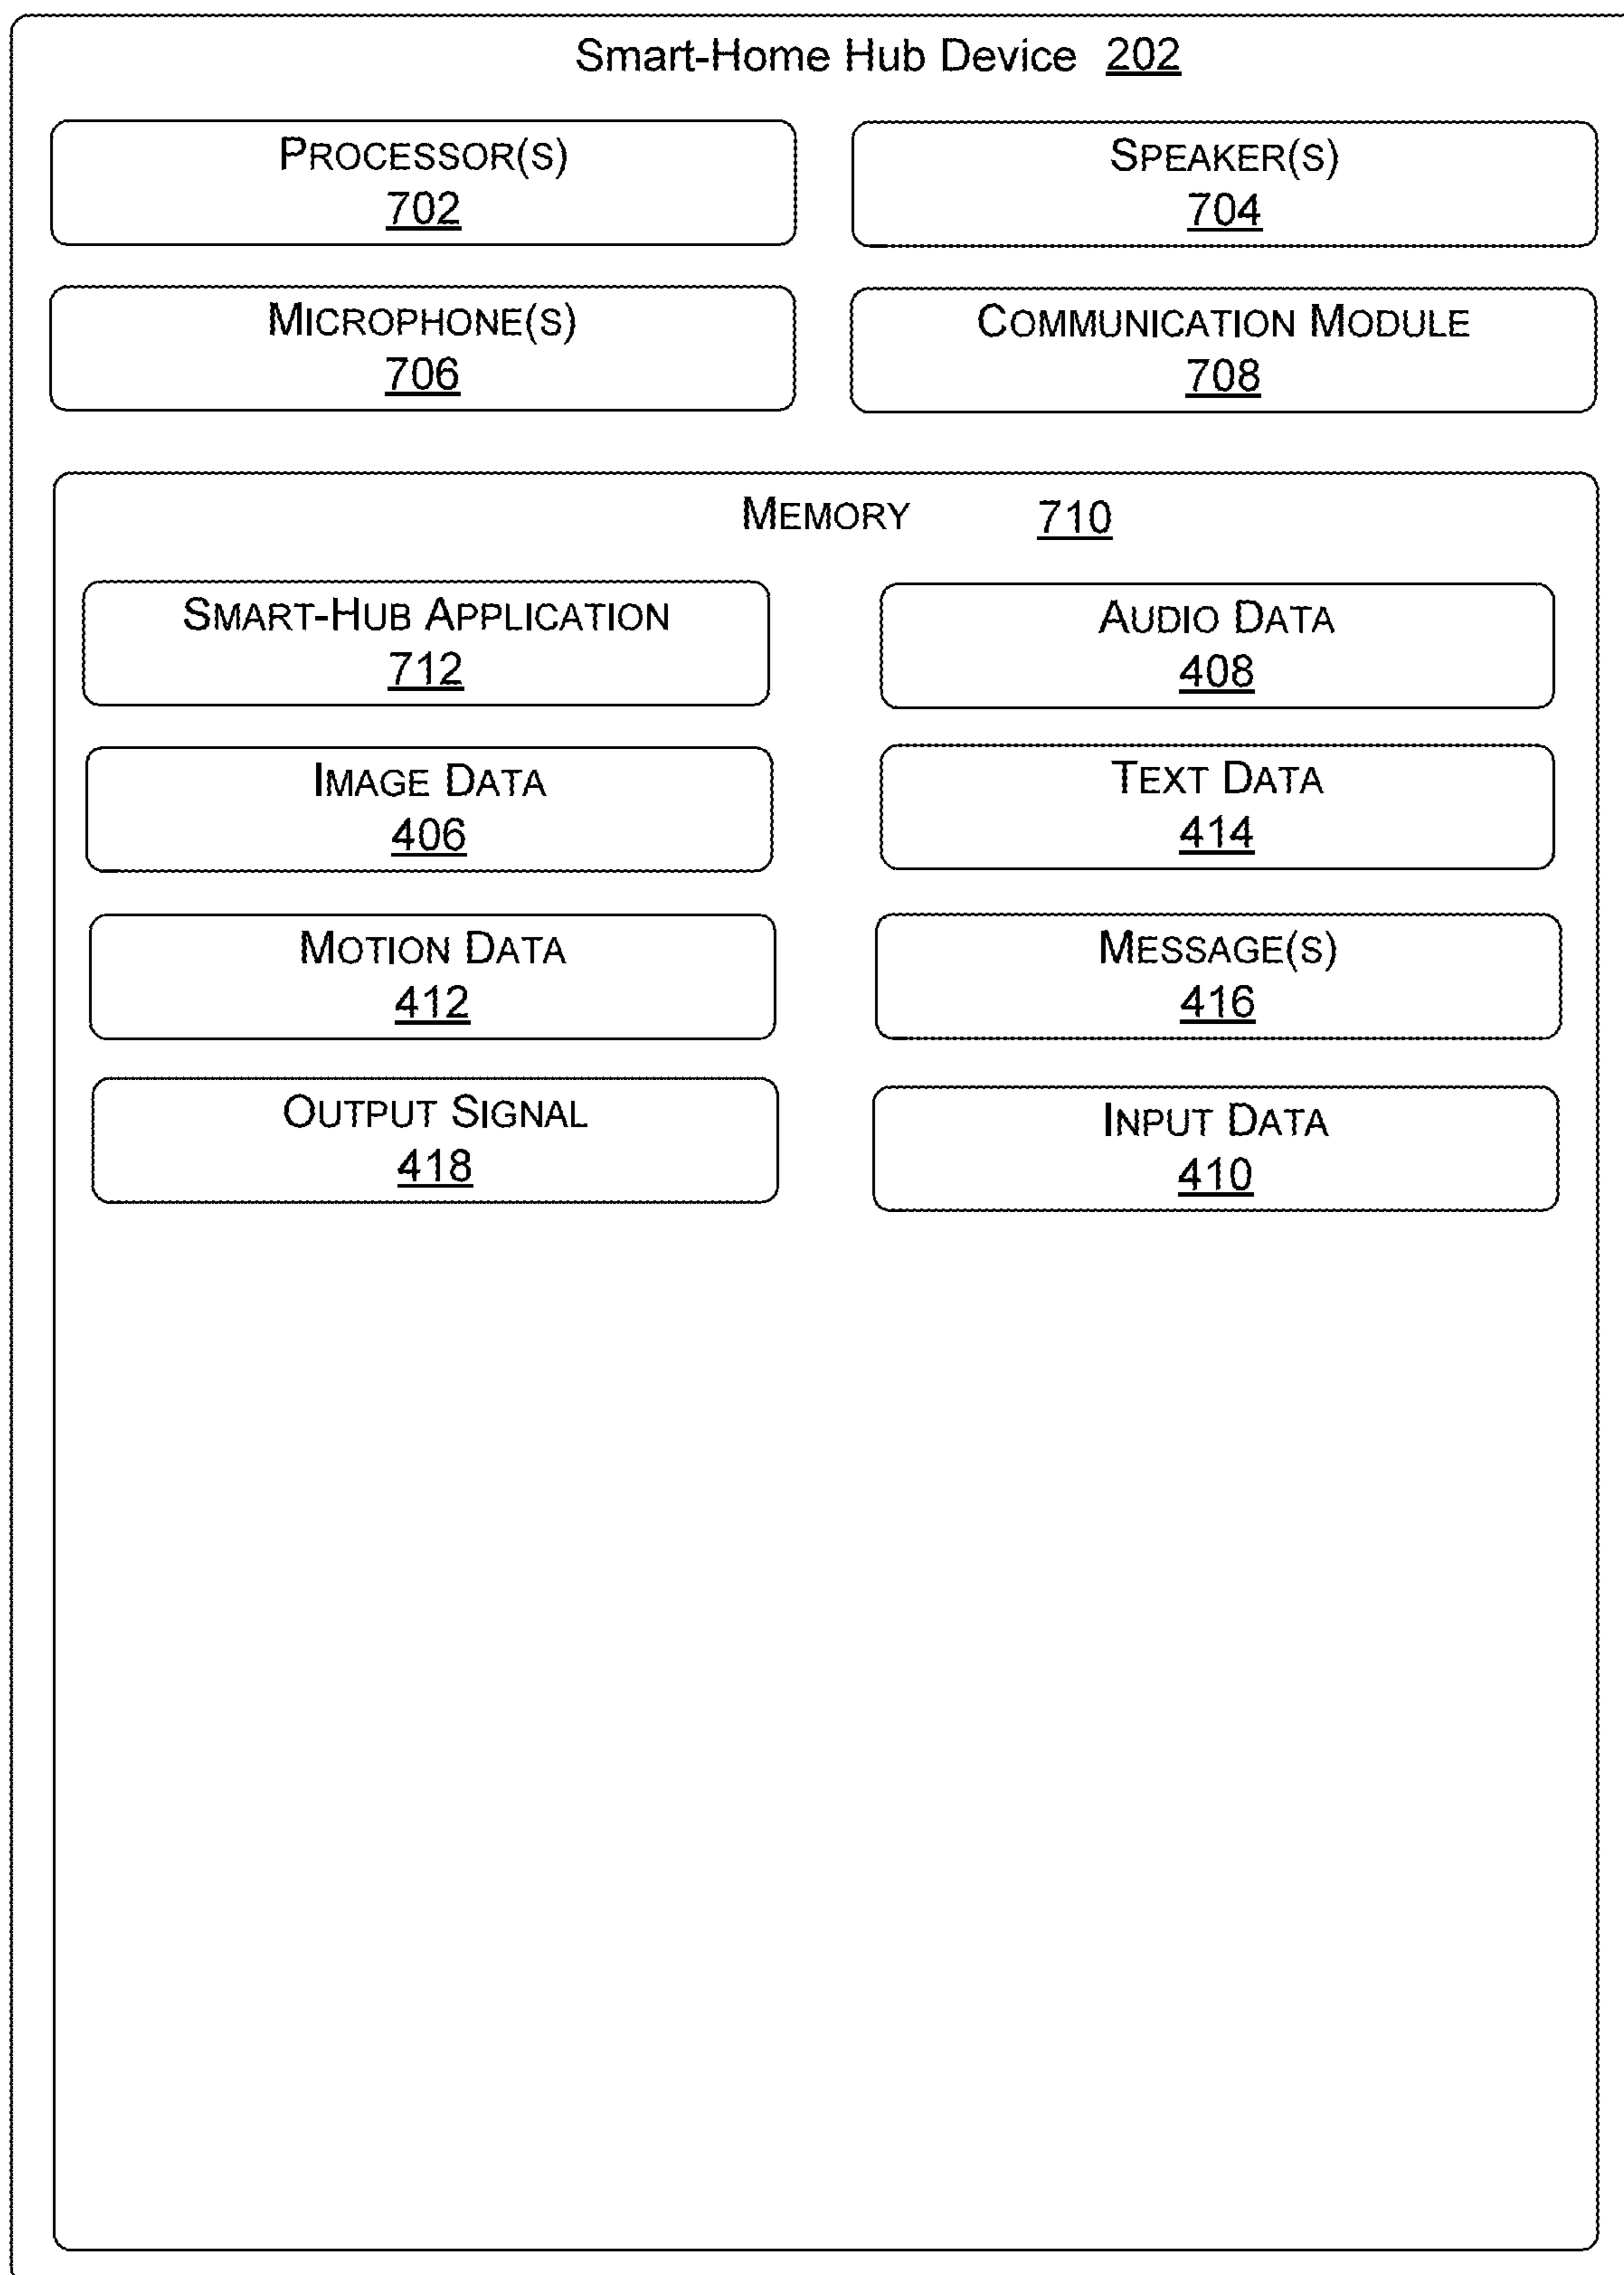 Smart-Home Hub Device 202
PROCESSOR(S)
702
SPEAKER(S)
704
MICROPHONE(S)
706
COMMUNICATION MODULE
708
MEMORY 710
SMART-HUB APPLICATION
712
AUDIO DATA
408
IMAGE DATA
406
TEXT DATA
414
MOTION DATA
412
MESSAGE(S)
416
OUTPUT SIGNAL
418
INPUT DATA
410